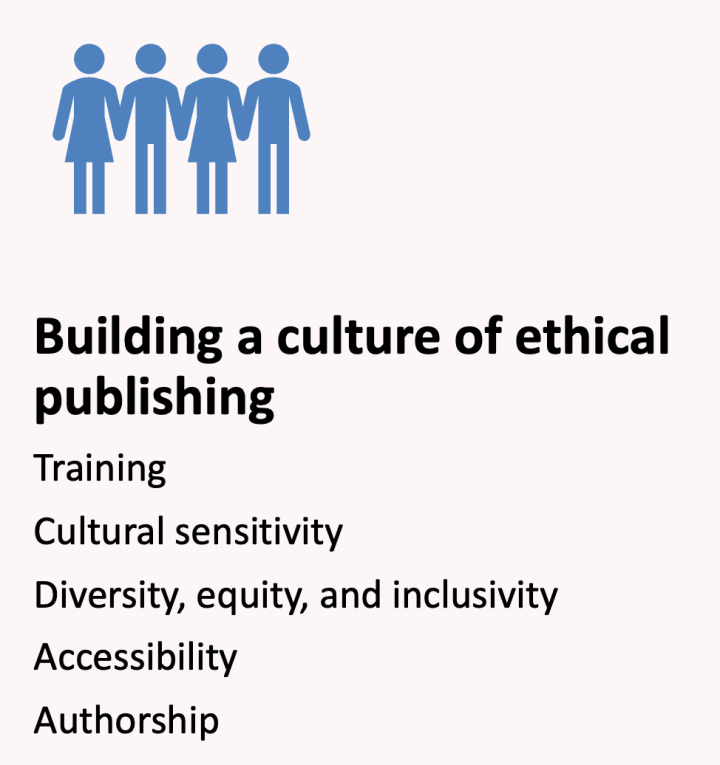 Building a culture of ethical
publishing
Training
Cultural sensitivity
Diversity, equity, and inclusivity
Accessibility
Authorship